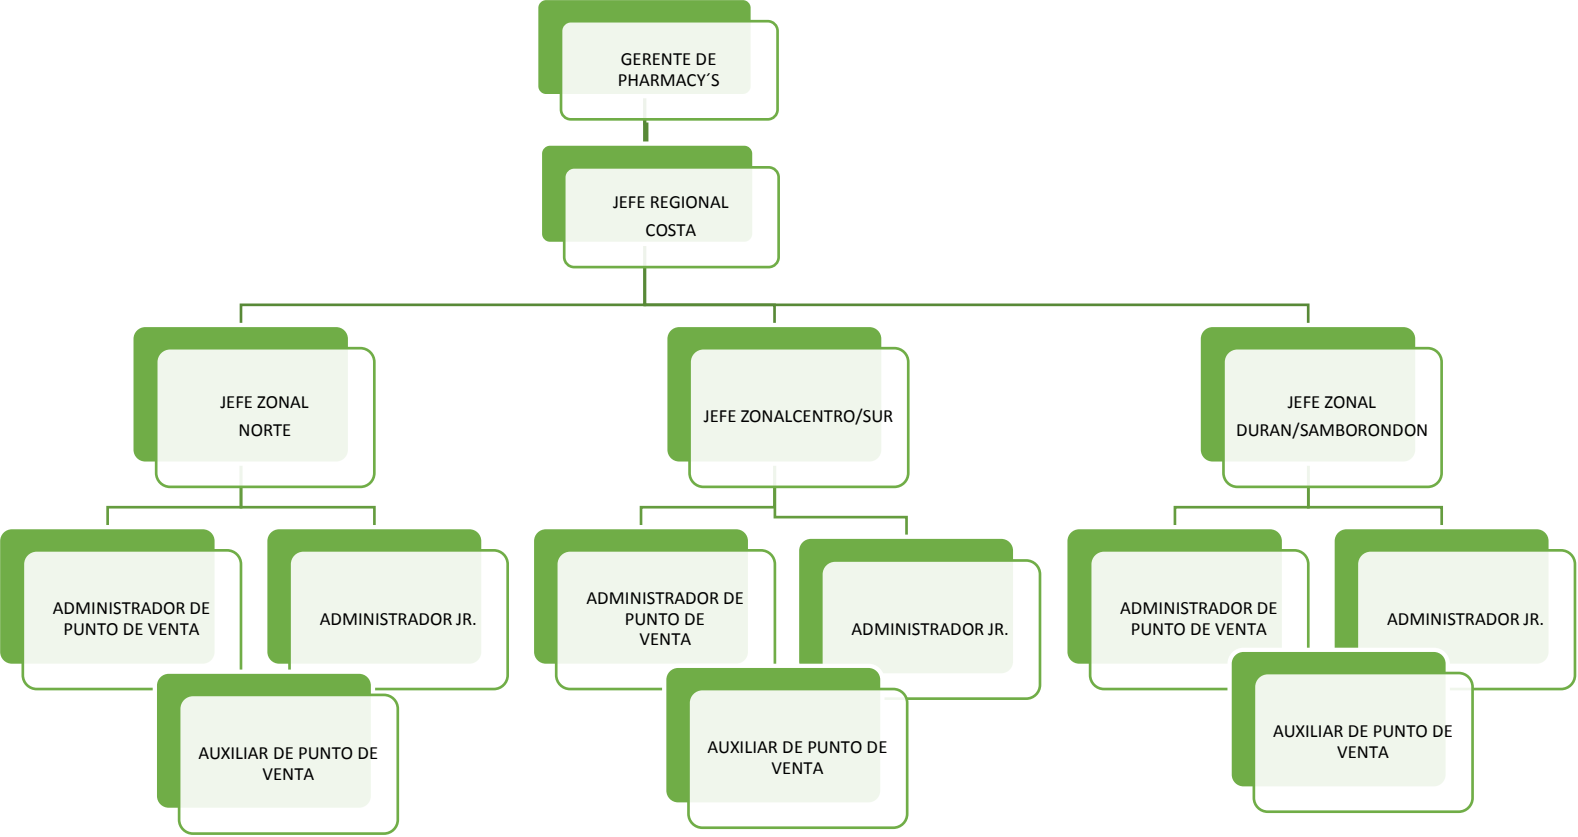 GERENTE DE
PHARMACY´S
JEFE REGIONAL
COSTA
JEFE ZONAL
NORTE
JEFE ZONALCENTRO/SUR
JEFE ZONAL
DURAN/SAMBORONDON
ADMINISTRADOR DE
PUNTO DE VENTA
ADMINISTRADOR JR.
ADMINISTRADOR DE
PUNTO DE
VENTA
ADMINISTRADOR JR.
ADMINISTRADOR DE
PUNTO DE VENTA
ADMINISTRADOR JR.
AUXILIAR DE PUNTO DE
VENTA
AUXILIAR DE PUNTO DE
VENTA
AUXILIAR DE PUNTO DE
VENTA